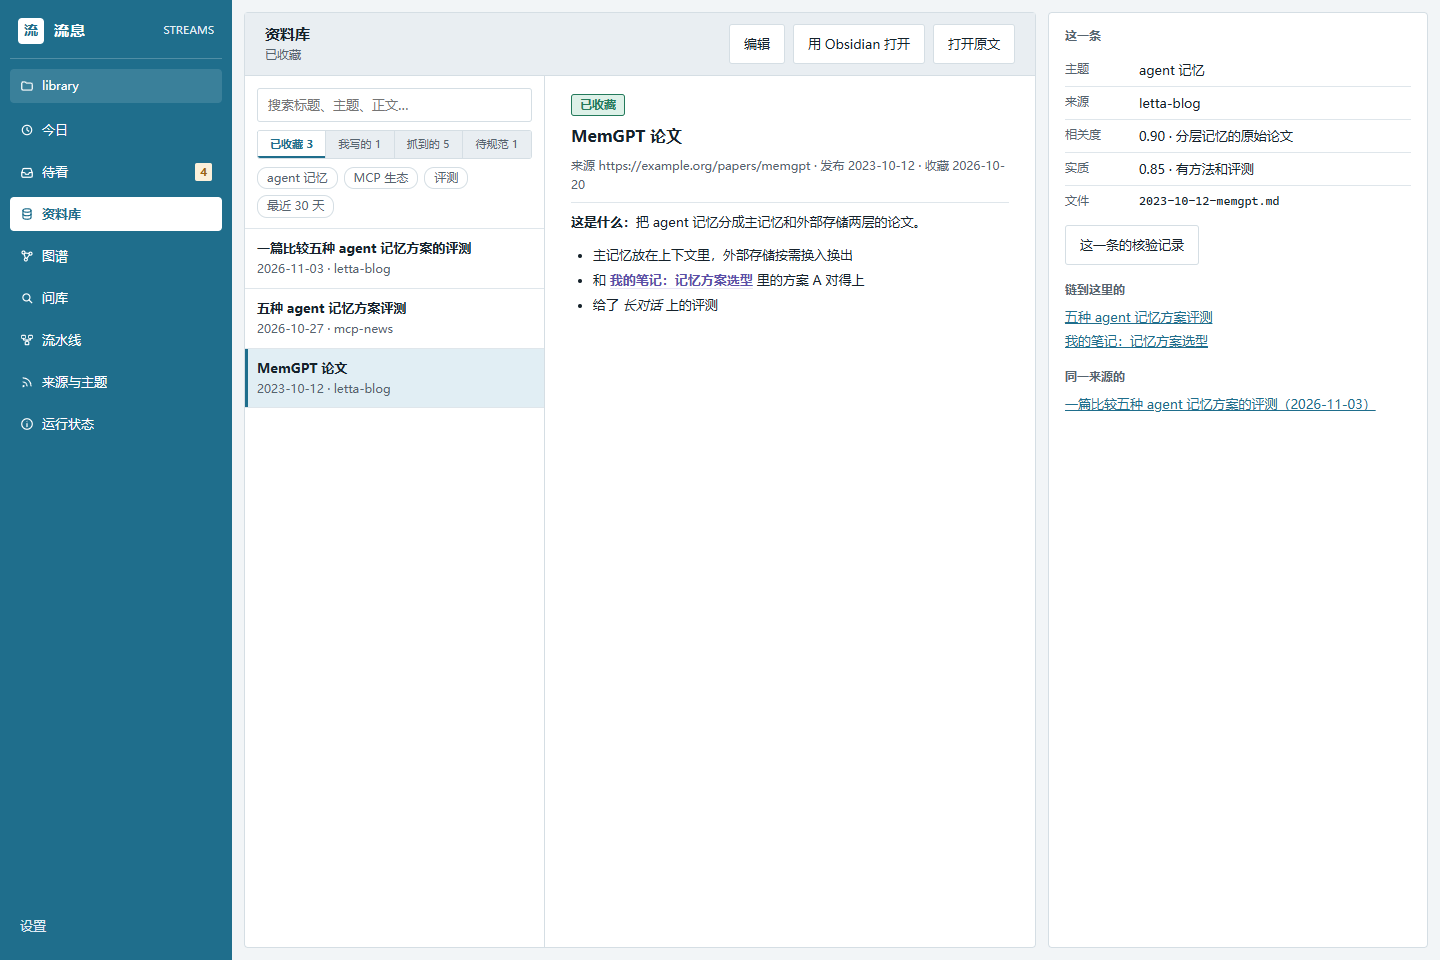 流 流息 STREAMS
library
今日
待看 4
资料库
图谱
问库
流水线
来源与主题
运行状态
设置
资料库
已收藏
编辑 用 Obsidian 打开 打开原文
搜索标题、主题、正文...
已收藏 3 我写的 1 抓到的 5 待规范 1
agent 记忆 MCP 生态 评测
最近 30 天
一篇比较五种 agent 记忆方案的评测
2026-11-03 · letta-blog
五种 agent 记忆方案评测
2026-10-27 · mcp-news
MemGPT 论文
2023-10-12 · letta-blog
已收藏
MemGPT 论文
来源 https://example.org/papers/memgpt · 发布 2023-10-12 · 收藏 2026-10-
20
这是什么：把 agent 记忆分成主记忆和外部存储两层的论文。
• 主记忆放在上下文里，外部存储按需换入换出
• 和 我的笔记：记忆方案选型 里的方案 A 对得上
• 给了 长对话 上的评测
这一条
主题 agent 记忆
来源 letta-blog
相关度 0.90 · 分层记忆的原始论文
实质 0.85 · 有方法和评测
文件 2023-10-12-memgpt.md
这一条的核验记录
链到这里的
五种 agent 记忆方案评测
我的笔记：记忆方案选型
同一来源的
一篇比较五种 agent 记忆方案的评测（2026-11-03）